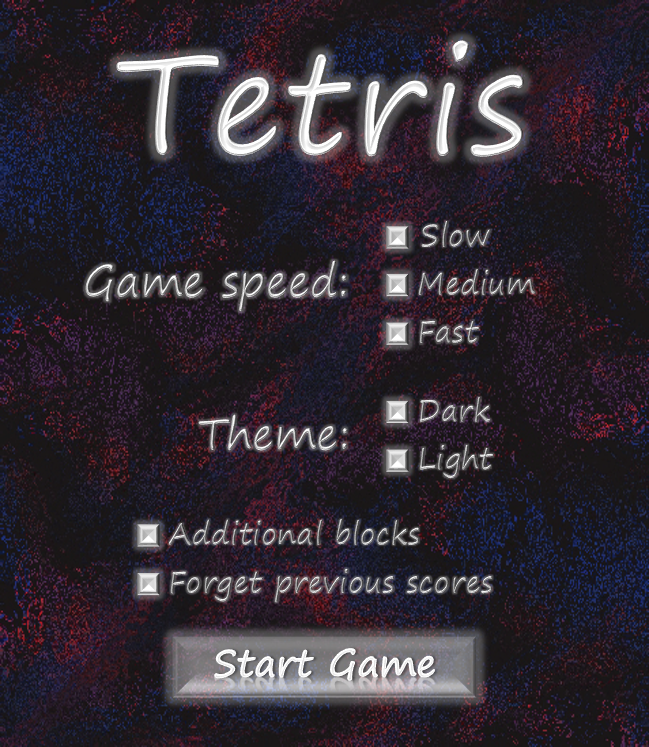 Tetris
Game speed:
Slow
Medium
Fast
Theme:
Dark
Light
Additional blocks
Forget previous scores
Start Game